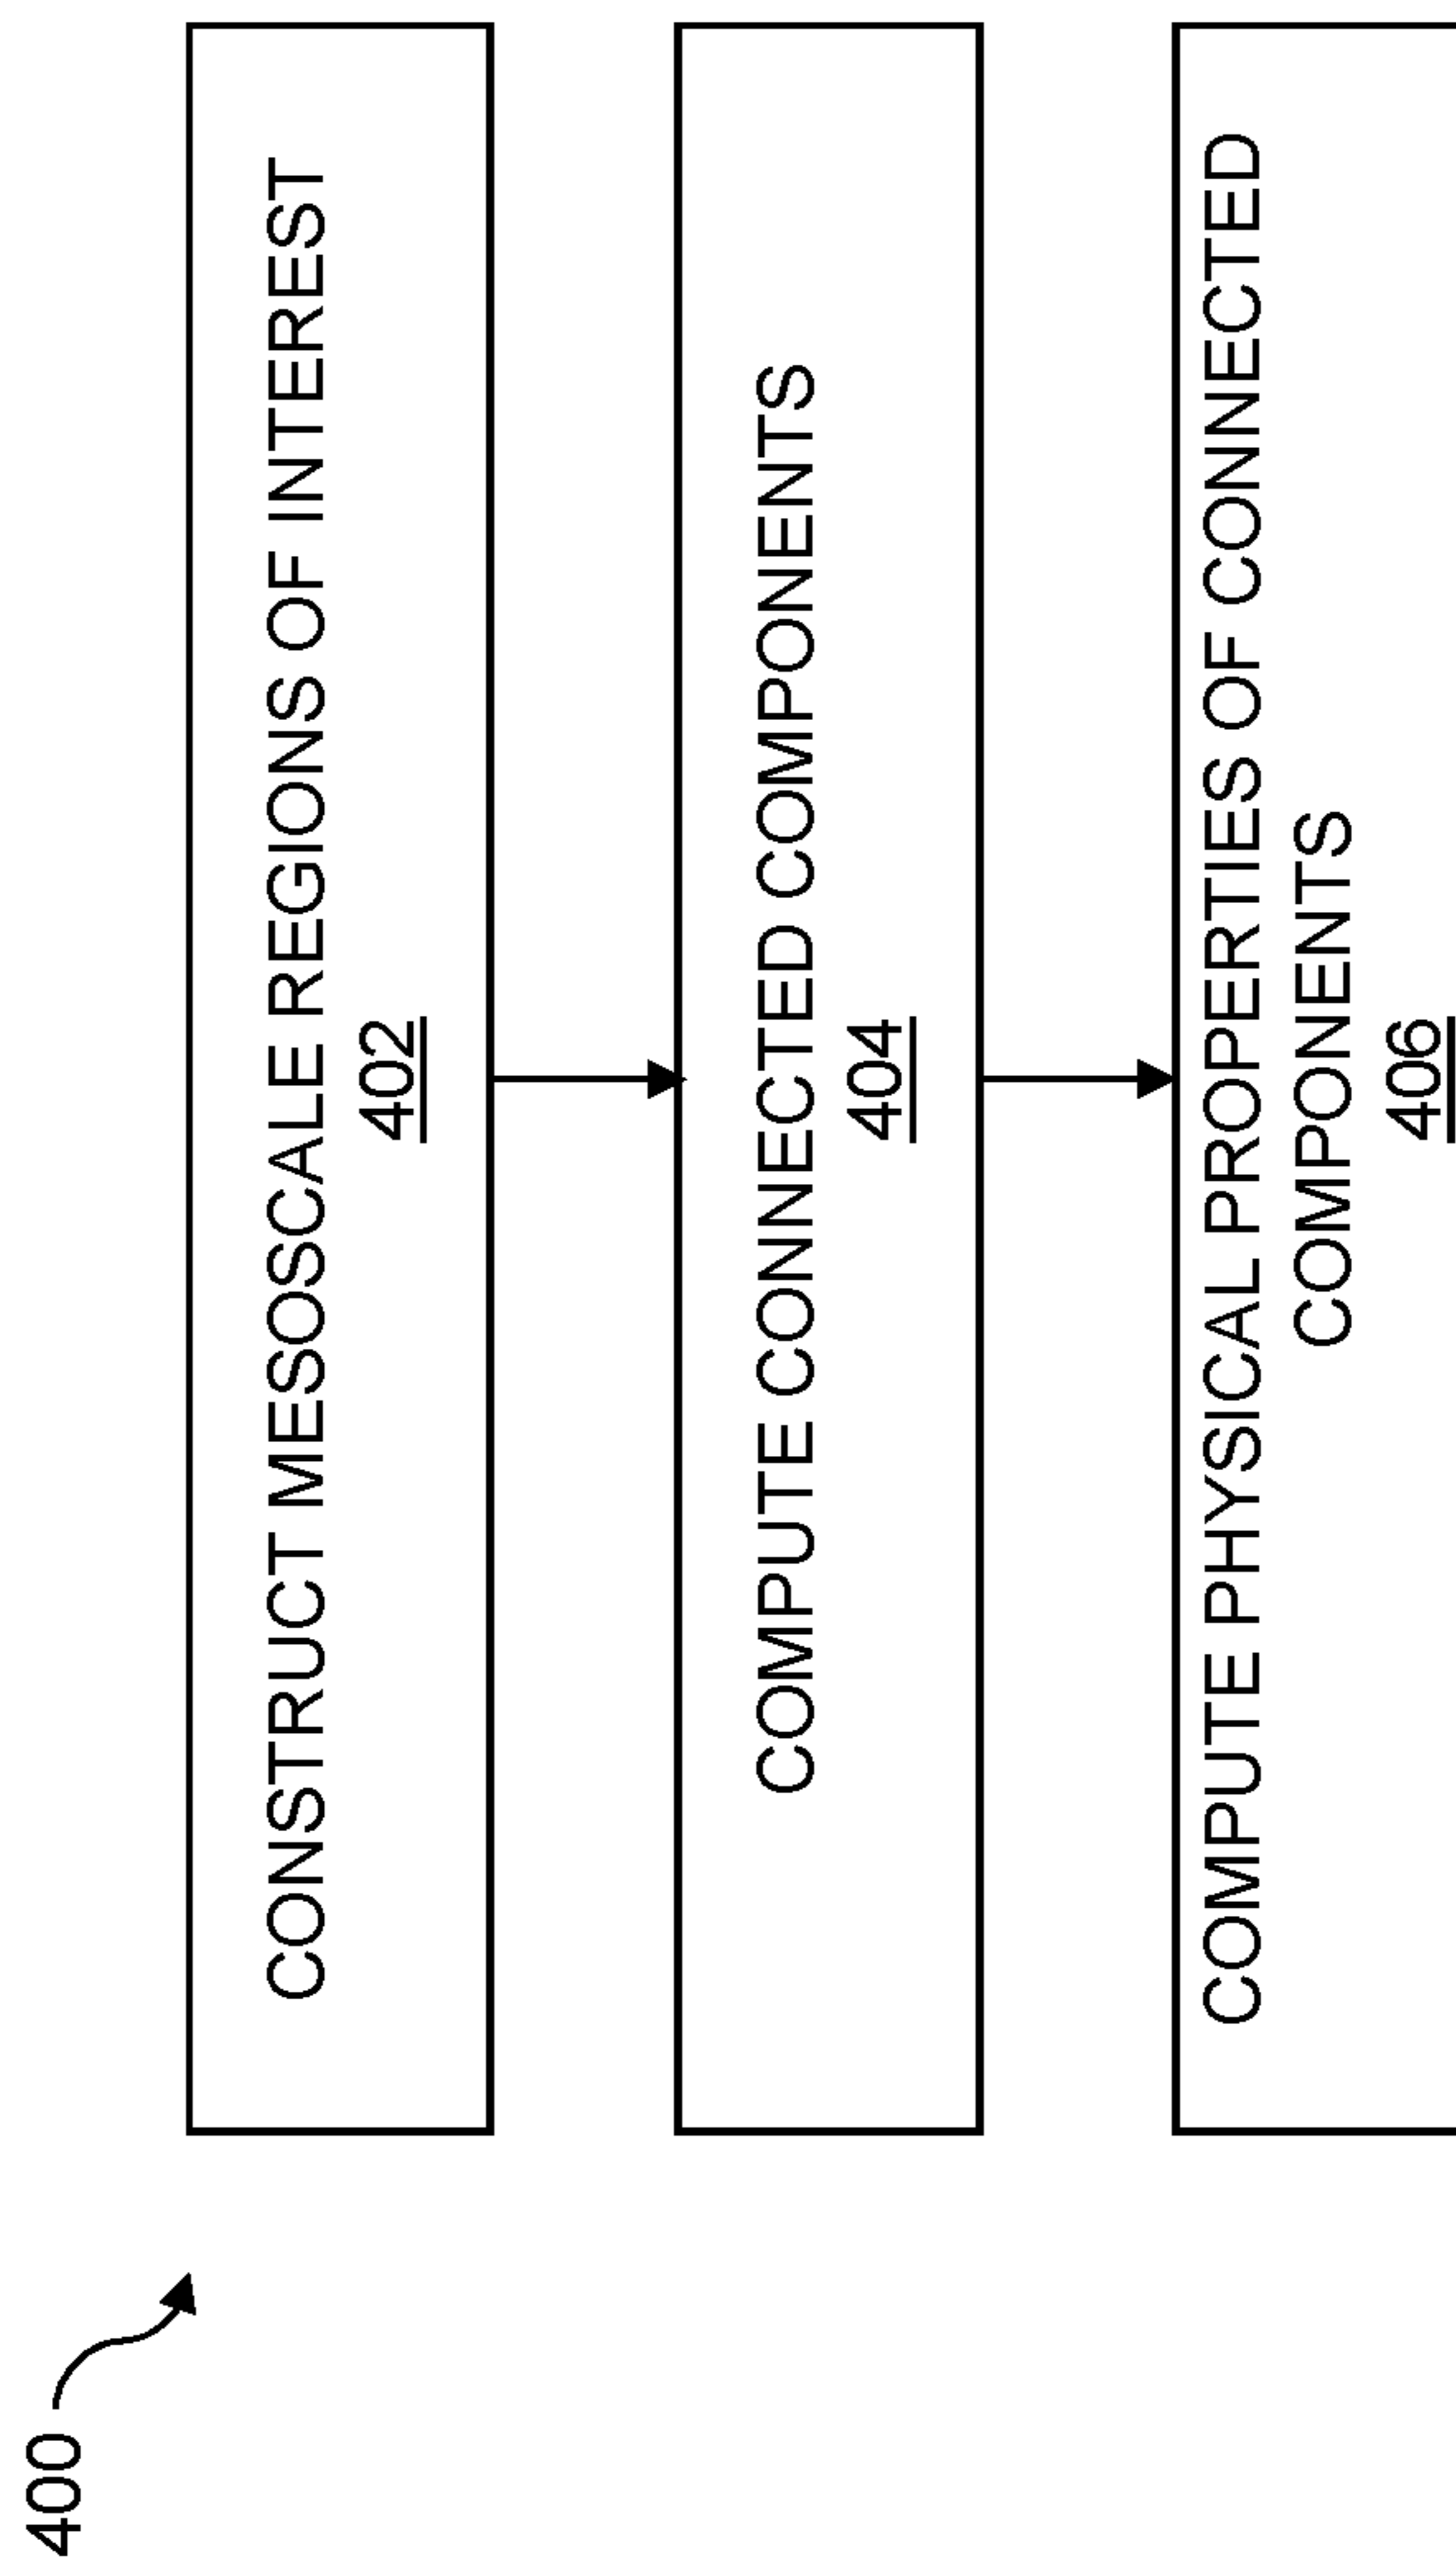 400
CONSTRUCT MESOSCALE REGIONS OF INTEREST
402
COMPUTE CONNECTED COMPONENTS
404
COMPUTE PHYSICAL PROPERTIES OF CONNECTED
COMPONENTS
406